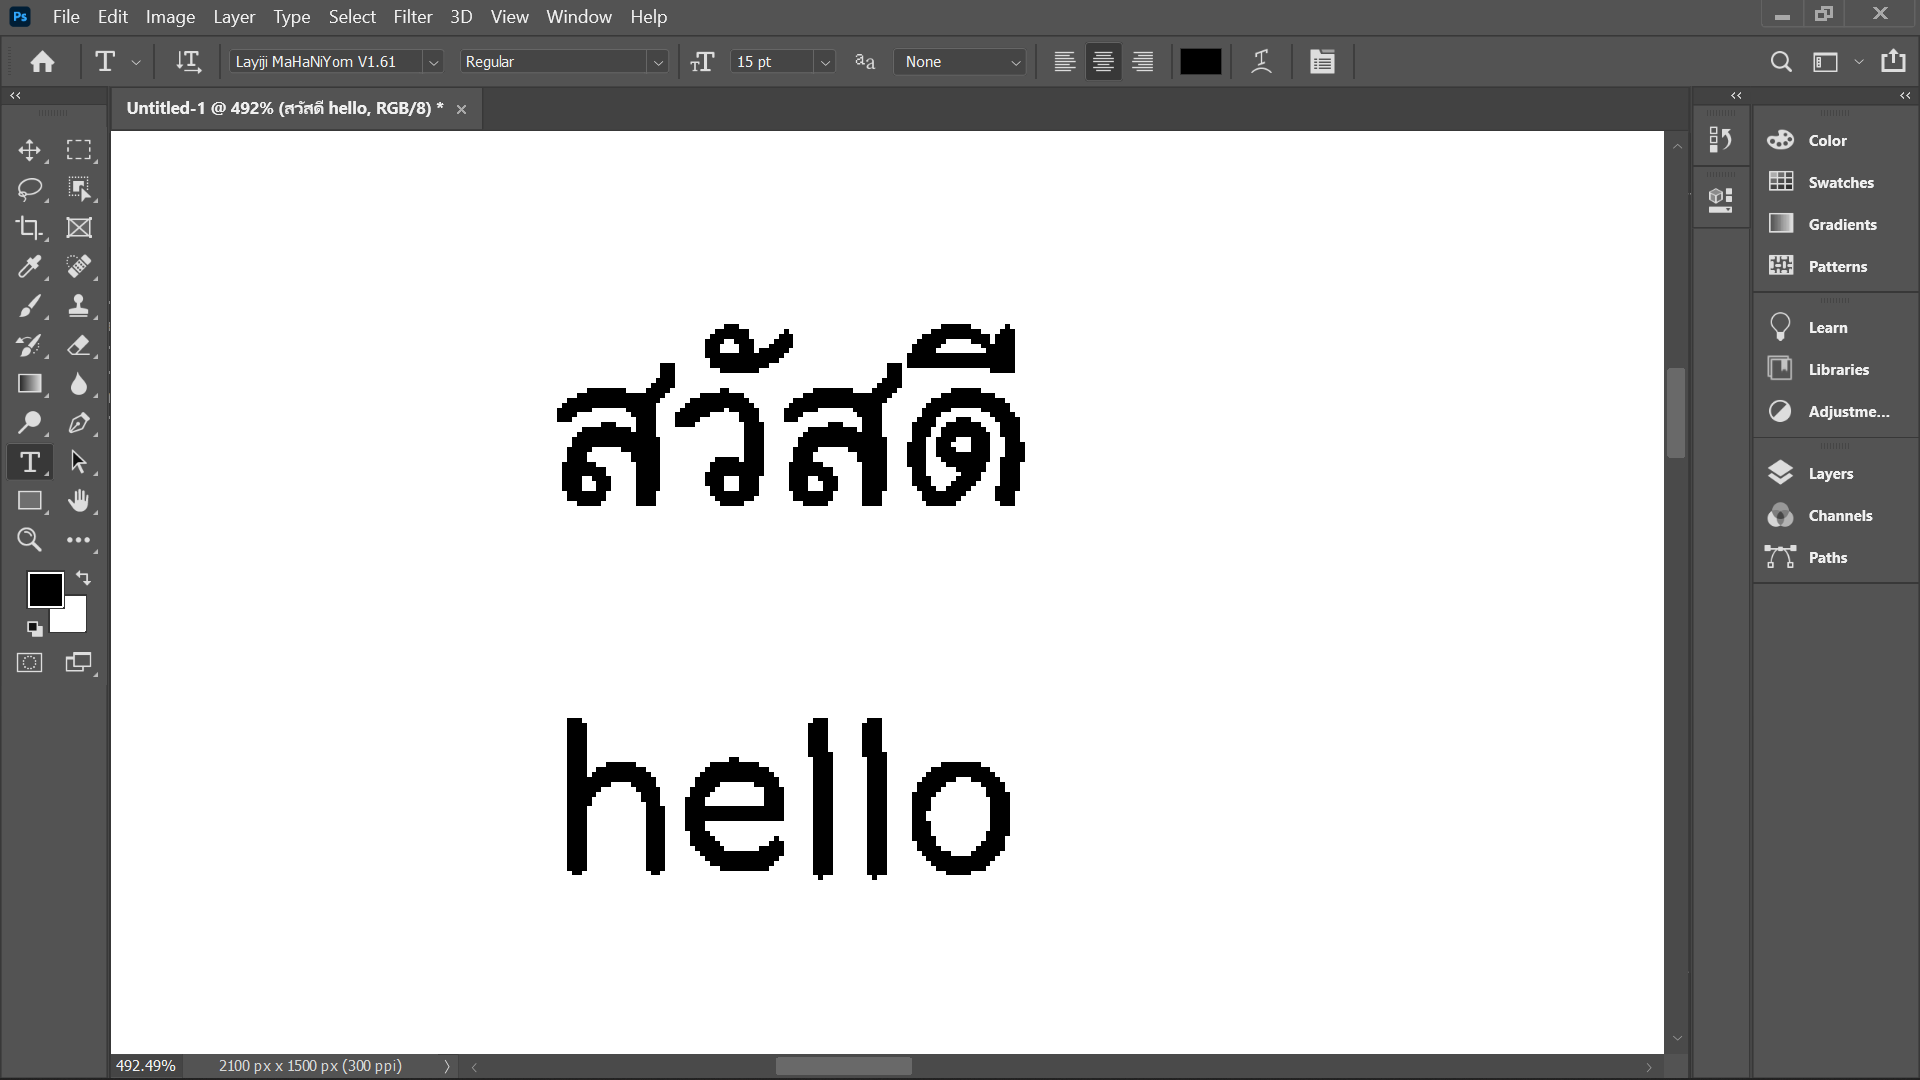 Ps File Edit Image Layer Type Select Filter 3D View Window Help
T Layiji MaHaNiYom V1.61 Regular 15 pt aa None
Untitled-1 @ 492% (สวัสดี hello, RGB/8) *
Color
Swatches
Gradients
Patterns
Learn
Libraries
Adjustme...
Layers
Channels
Paths
สวัสดี
hello
492.49% 2100 px x 1500 px (300 ppi)